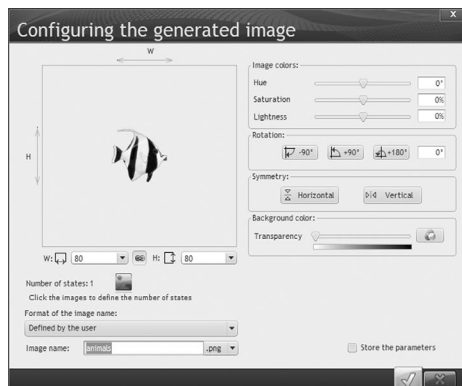 Configuring the generated image
x
W
H
W: 80 H: 80
Number of states: 1
Click the images to define the number of states
Format of the image name:
Defined by the user
Image name: animals .png
Image colors:
Hue 0°
Saturation 0%
Lightness 0%
Rotation:
-90° +90° +180° 0°
Symmetry:
Horizontal Vertical
Background color:
Transparency
Store the parameters